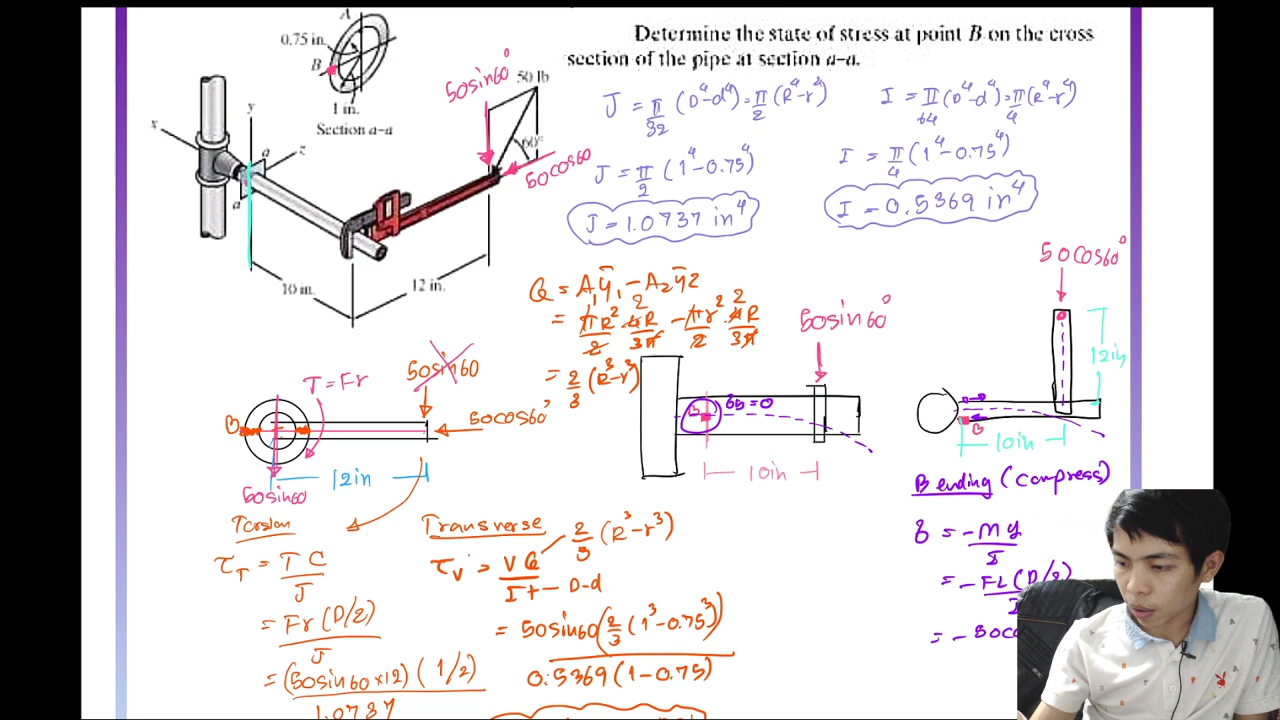 A
0.75 in.
B
1 in.
Section a–a
x
y
z
a
a
10 in.
12 in.
50 lb
60°
50sin60°
50cos60
Determine the state of stress at point B on the cross
section of the pipe at section a–a.
J = π/32 (D⁴-d⁴) = π/2 (R⁴-r⁴)
J = π/2 (1⁴-0.75⁴)
J = 1.0737 in⁴
I = π/64 (D⁴-d⁴) = π/4 (R⁴-r⁴)
I = π/4 (1⁴-0.75⁴)
I = 0.5369 in⁴
Q = A₁ȳ₁ - A₂ȳ2
= πR²/2 · 4R/3π - πr²/2 · 4R/3π
= 2/3 (R³-r³)
T = Fr
50sin60
50cos60°
B
12in
50sin60
50sin60°
B
σB = 0
10in
50cos60°
12in
B
10in
Torsion
τT = TC/J
= Fr(D/2)/J
= (50sin60x12)(1/2)/1.0737
Transverse
τV = VQ/It
2/3 (R³-r³)
D-d
= 50sin60(2/3(1³-0.75³))/0.5369(1-0.75)
Bending (compress)
σ = -My/I
= -FL(D/2)